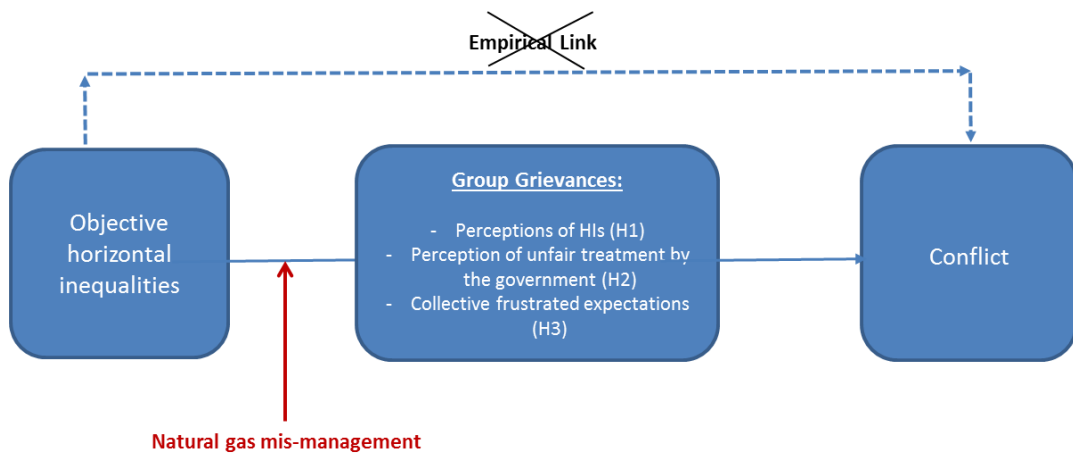 Empirical Link
Objective
horizontal
inequalities
Group Grievances:
- Perceptions of HIs (H1)
- Perception of unfair treatment by
the government (H2)
- Collective frustrated expectations
(H3)
Conflict
Natural gas mis-management